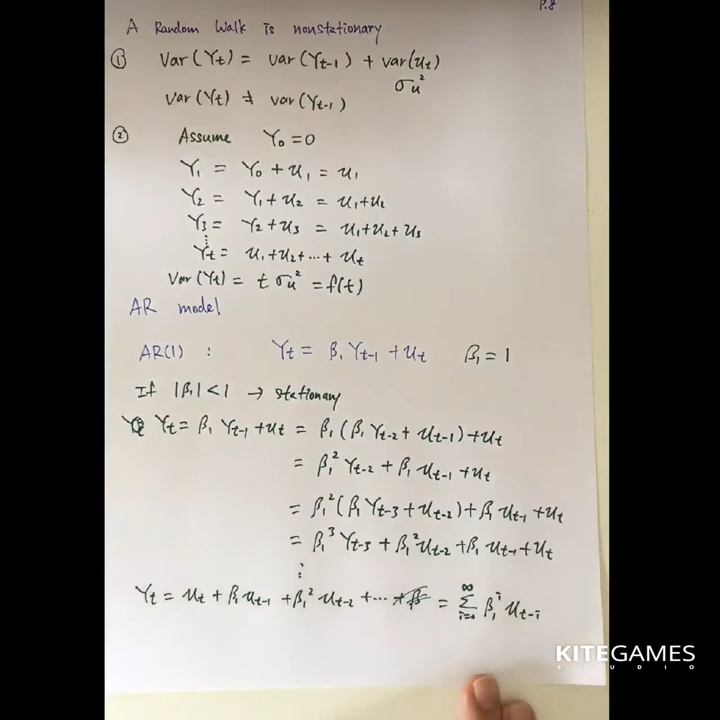 P.8
A Random Walk is nonstationary
① Var(Yt) = var(Yt-1) + var(ut)
σu²
Var(Yt) ≠ var(Yt-1)
② Assume Y₀ = 0
Y₁ = Y₀ + u₁ = u₁
Y₂ = Y₁ + u₂ = u₁ + u₂
Y₃ = Y₂ + u₃ = u₁ + u₂ + u₃
⋮
Yt = u₁ + u₂ + ... + ut
Var(Yt) = t σu² = f(t)
AR model
AR(1) : Yt = β₁ Yt-1 + ut β₁ = 1
If |β₁| < 1 → stationary
Yt = β₁ Yt-1 + ut = β₁(β₁ Yt-2 + ut-1) + ut
= β₁² Yt-2 + β₁ ut-1 + ut
= β₁²(β₁ Yt-3 + ut-2) + β₁ ut-1 + ut
= β₁³ Yt-3 + β₁² ut-2 + β₁ ut-1 + ut
⋮
Yt = ut + β₁ ut-1 + β₁² ut-2 + ... = ∑_{i=0}^{∞} β₁ⁱ ut-i
KITEGAMES
STUDIO